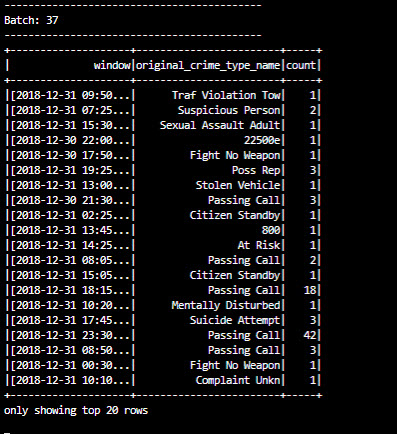 -------------------------------------------
Batch: 37
-------------------------------------------
+--------------------+------------------------+-----+
|              window|original_crime_type_name|count|
+--------------------+------------------------+-----+
|[2018-12-31 09:50...|      Traf Violation Tow|    1|
|[2018-12-31 07:25...|       Suspicious Person|    2|
|[2018-12-31 15:30...|    Sexual Assault Adult|    1|
|[2018-12-30 22:00...|                  22500e|    1|
|[2018-12-30 17:50...|         Fight No Weapon|    1|
|[2018-12-31 19:25...|                Poss Rep|    3|
|[2018-12-31 13:00...|          Stolen Vehicle|    1|
|[2018-12-30 21:30...|            Passing Call|    3|
|[2018-12-31 02:25...|         Citizen Standby|    1|
|[2018-12-31 13:45...|                     800|    1|
|[2018-12-31 14:25...|                 At Risk|    1|
|[2018-12-31 08:05...|            Passing Call|    2|
|[2018-12-31 15:05...|         Citizen Standby|    1|
|[2018-12-31 18:15...|            Passing Call|   18|
|[2018-12-31 10:20...|      Mentally Disturbed|    1|
|[2018-12-31 17:45...|         Suicide Attempt|    3|
|[2018-12-31 23:30...|            Passing Call|   42|
|[2018-12-31 08:50...|            Passing Call|    3|
|[2018-12-31 00:30...|         Fight No Weapon|    1|
|[2018-12-31 10:10...|          Complaint Unkn|    1|
+--------------------+------------------------+-----+
only showing top 20 rows